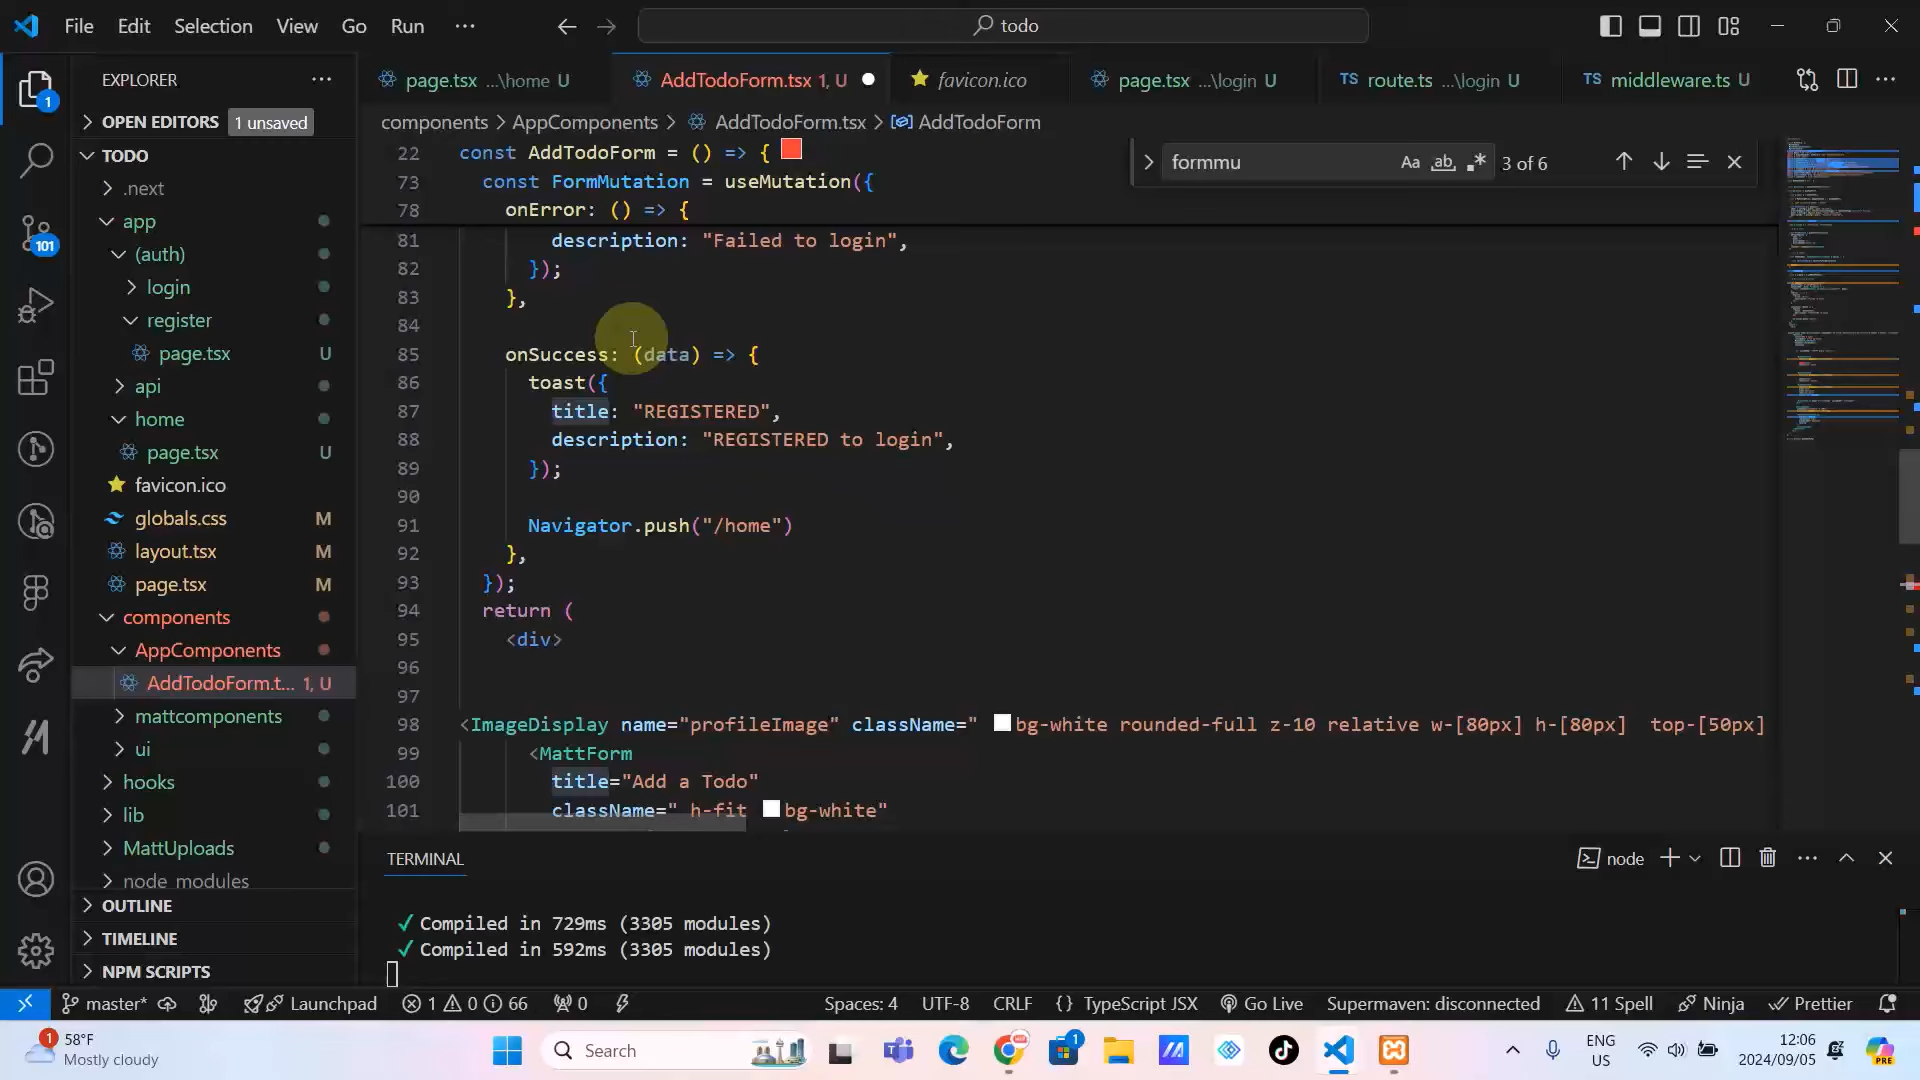 File Edit Selection View Go Run ··· todo
EXPLORER ···
page.tsx ...\home U
AddTodoForm.tsx 1, U
favicon.ico
page.tsx ...\login U
TS route.ts ...\login U
TS middleware.ts U
components > AppComponents > AddTodoForm.tsx > AddTodoForm
formmu Aa ab, .* 3 of 6
1
101
OPEN EDITORS 1 unsaved
TODO
.next
app
(auth)
login
register
page.tsx U
api
home
page.tsx U
favicon.ico
globals.css M
layout.tsx M
page.tsx M
components
AppComponents
AddTodoForm.t... 1, U
mattcomponents
ui
hooks
lib
MattUploads
node_modules
OUTLINE
TIMELINE
NPM SCRIPTS
22 const AddTodoForm = () => {
73 const FormMutation = useMutation({
78 onError: () => {
81 description: "Failed to login",
82 });
83 },
84
85 onSuccess: (data) => {
86 toast({
87 title: "REGISTERED",
88 description: "REGISTERED to login",
89 });
90
91 Navigator.push("/home")
92 },
93 });
94 return (
95 <div>
96
97
98 <ImageDisplay name="profileImage" className=" bg-white rounded-full z-10 relative w-[80px] h-[80px] top-[50px]
99 <MattForm
100 title="Add a Todo"
101 className=" h-fit bg-white"
TERMINAL
node
✓ Compiled in 729ms (3305 modules)
✓ Compiled in 592ms (3305 modules)
master* Launchpad 1 0 66 0 Spaces: 4 UTF-8 CRLF {} TypeScript JSX Go Live Supermaven: disconnected 11 Spell Ninja Prettier
1
58°F
Mostly cloudy
Search
1
PRE
ENG
US
12:06
2024/09/05